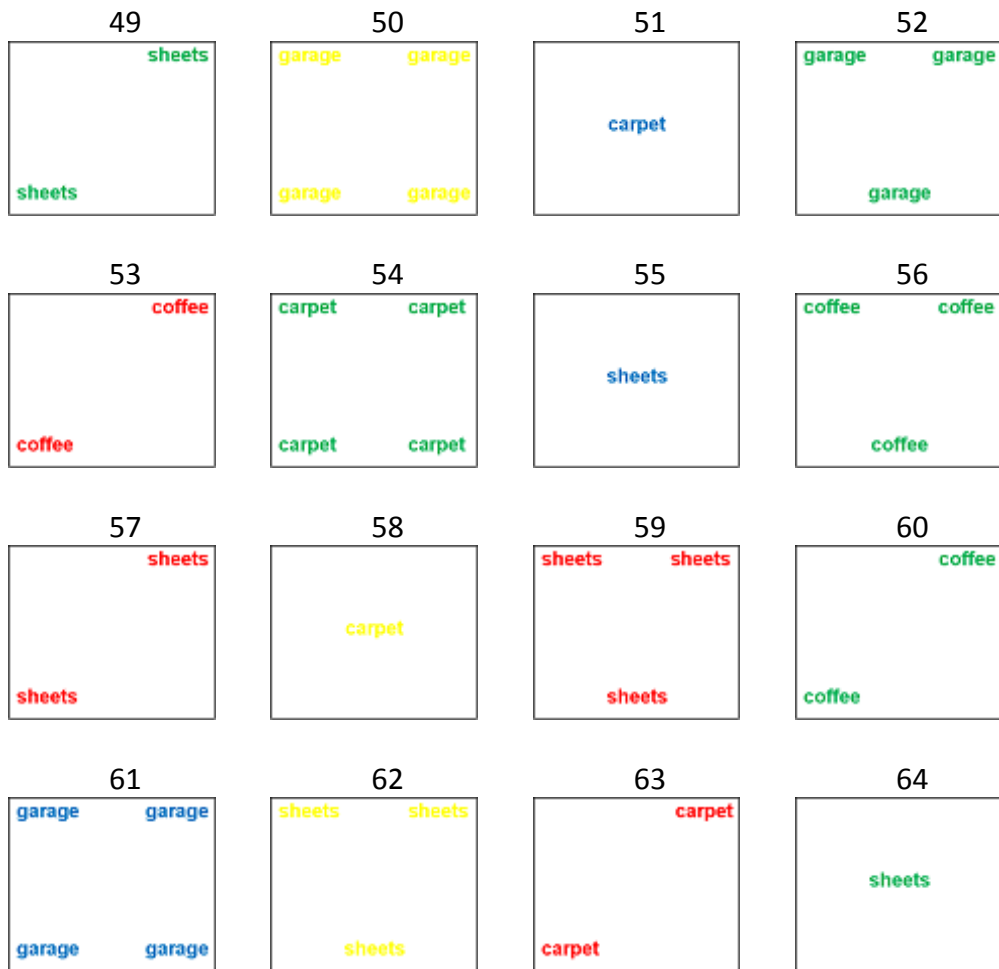 49 50 51 52
sheets garage garage garage garage
carpet
sheets garage garage garage
53 54 55 56
coffee carpet carpet coffee coffee
sheets
coffee carpet carpet coffee
57 58 59 60
sheets sheets sheets coffee
carpet
sheets sheets coffee
61 62 63 64
garage garage sheets sheets carpet
sheets
garage garage sheets carpet